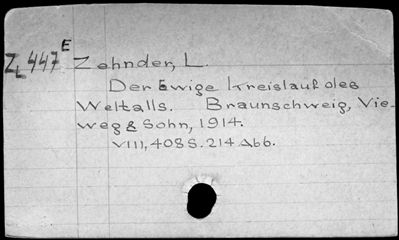 ZL 447 E Zehnder, L.
Der Ewige Kreislauf des
Weltalls. Braunschweig, Vie-
weg & Sohn, 1914.
VIII, 408 S. 214 Abb.